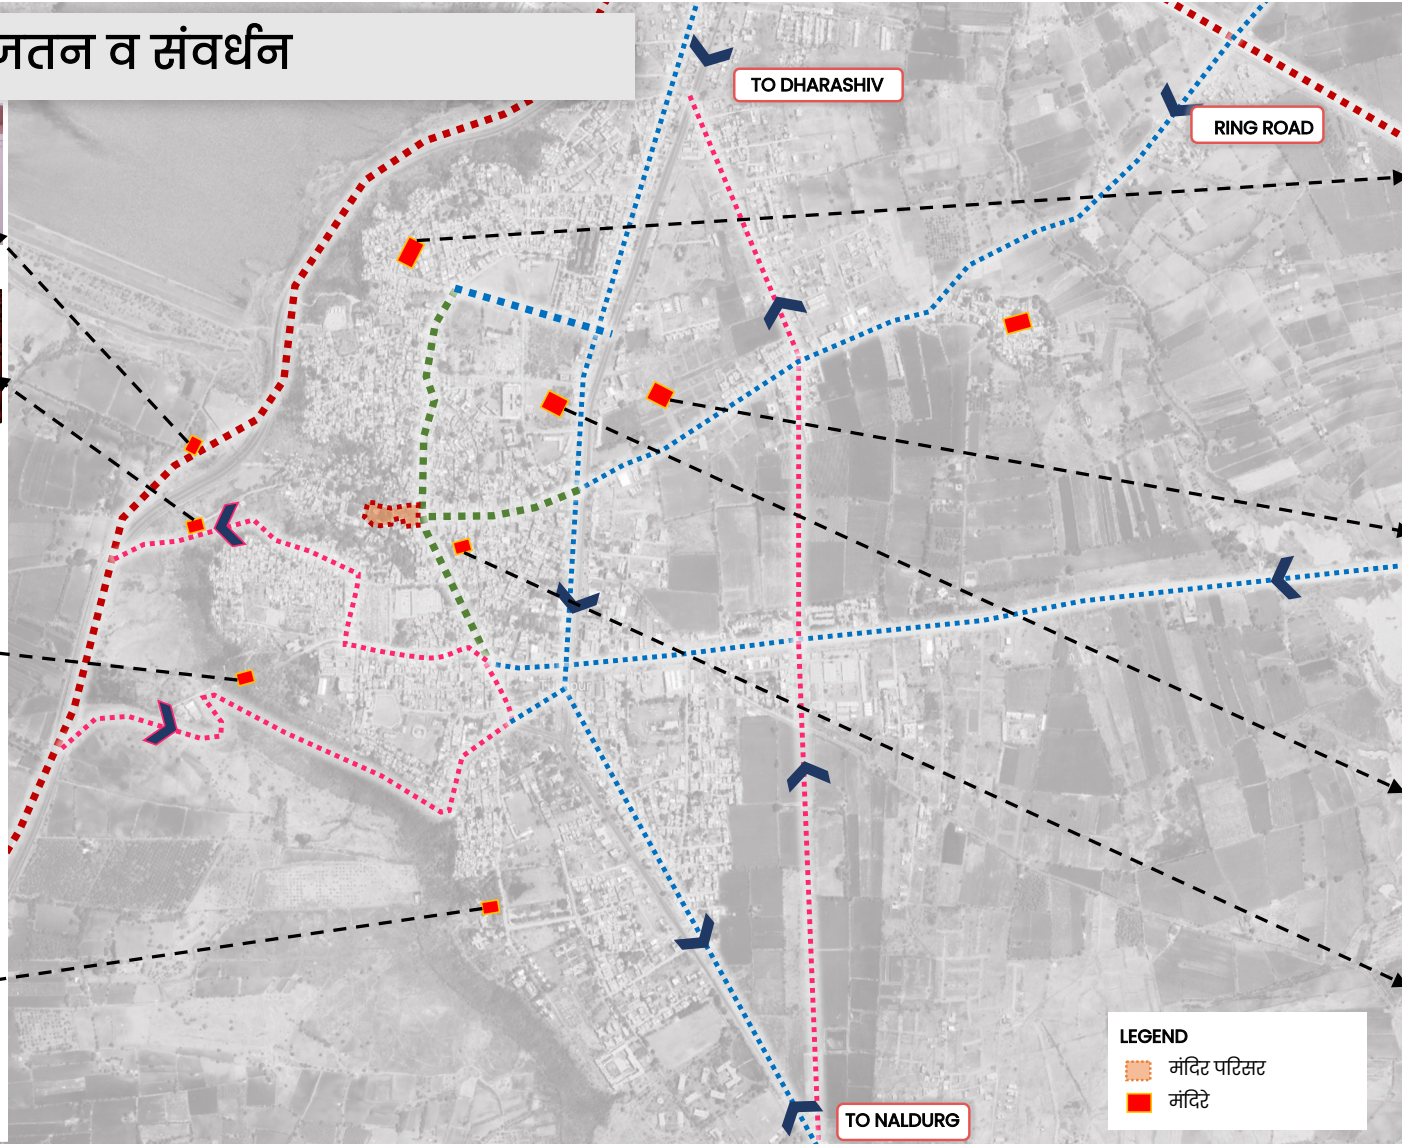 जतन व संवर्धन
TO DHARASHIV
RING ROAD
TO NALDURG
LEGEND
मंदिर परिसर
मंदिरे